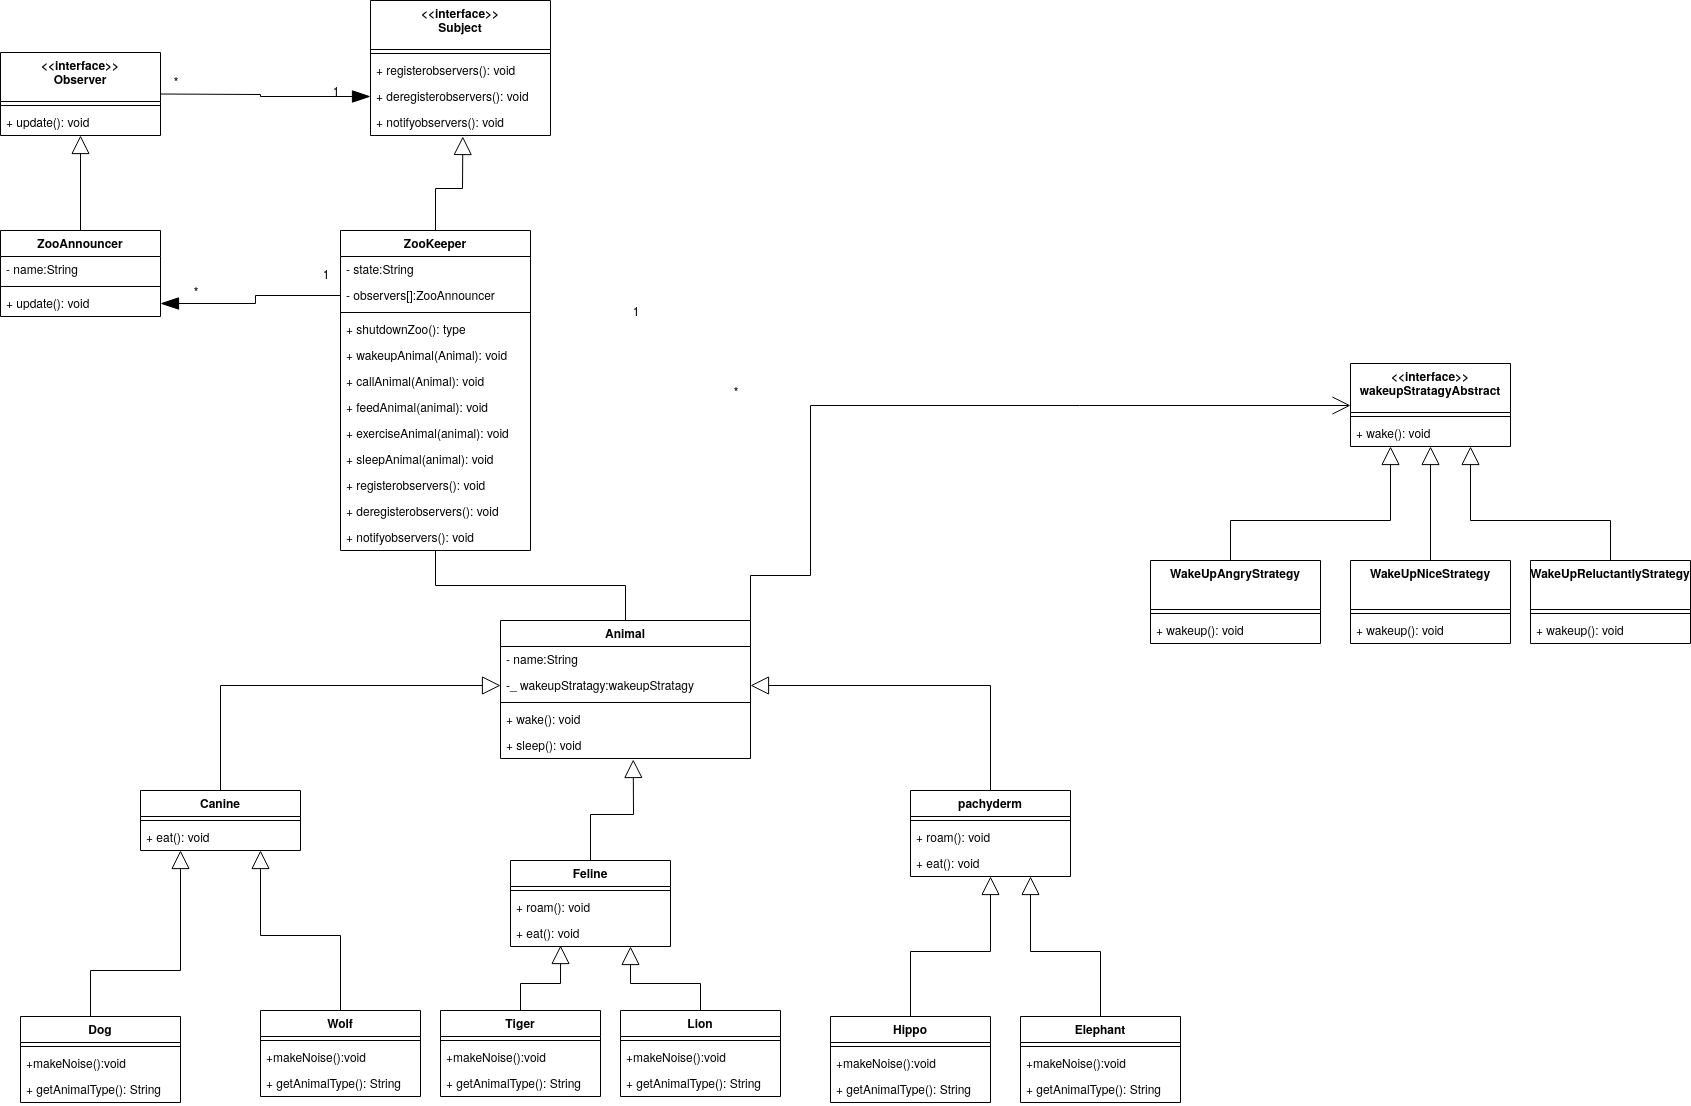 <<interface>>
Subject
+ registerobservers(): void
+ deregisterobservers(): void
+ notifyobservers(): void
<<interface>>
Observer
+ update(): void
*
1
ZooAnnouncer
- name:String
+ update(): void
*
1
ZooKeeper
- state:String
- observers[]:ZooAnnouncer
+ shutdownZoo(): type
+ wakeupAnimal(Animal): void
+ callAnimal(Animal): void
+ feedAnimal(animal): void
+ exerciseAnimal(animal): void
+ sleepAnimal(animal): void
+ registerobservers(): void
+ deregisterobservers(): void
+ notifyobservers(): void
1
*
<<interface>>
wakeupStratagyAbstract
+ wake(): void
WakeUpAngryStrategy
+ wakeup(): void
WakeUpNiceStrategy
+ wakeup(): void
WakeUpReluctantlyStrategy
+ wakeup(): void
Animal
- name:String
-_ wakeupStratagy:wakeupStratagy
+ wake(): void
+ sleep(): void
Canine
+ eat(): void
Feline
+ roam(): void
+ eat(): void
pachyderm
+ roam(): void
+ eat(): void
Dog
+makeNoise():void
+ getAnimalType(): String
Wolf
+makeNoise():void
+ getAnimalType(): String
Tiger
+makeNoise():void
+ getAnimalType(): String
Lion
+makeNoise():void
+ getAnimalType(): String
Hippo
+makeNoise():void
+ getAnimalType(): String
Elephant
+makeNoise():void
+ getAnimalType(): String